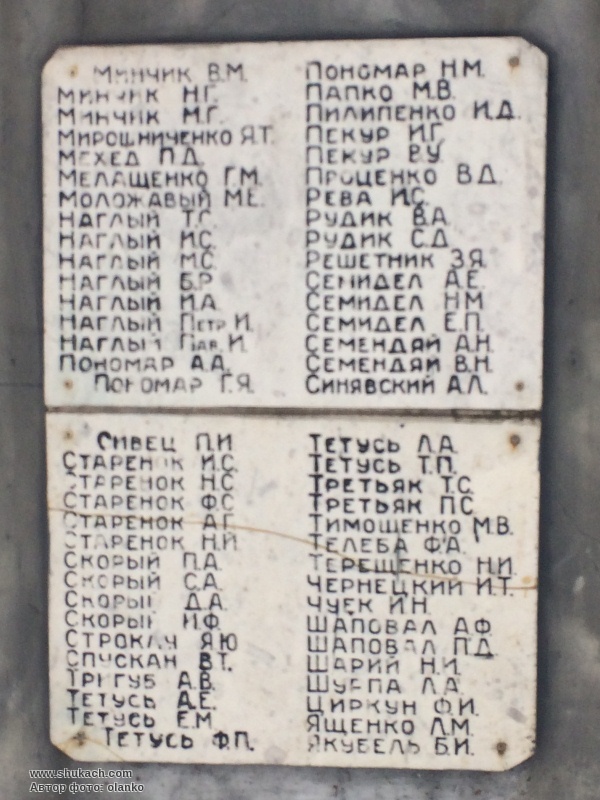 Минчик В.М.
Минчик Н.Г.
Минчик М.Г.
Мирошниченко Я.Т.
Мехед П.Д.
Мелащенко Г.М.
Моложавый М.Е.
Наглый Т.С.
Наглый И.С.
Наглый М.С.
Наглый Б.Р
Наглый И.А.
Наглый Петр И.
Наглый Пав. И.
Пономар А.А.
Пономар Г.Я.
Пономар Н.М.
Папко М.В.
Пилипенко И.Д.
Пекур И.Г.
Пекур В.У.
Проценко В.Д.
Рева И.С.
Рудик В.А.
Рудик С.Д.
Решетник З.Я.
Семидел А.Е.
Семидел Н.М
Семидел Е.П.
Семендяй А.Н.
Семендяй В.Н.
Синявский А.Л.
Сивец П.И
Старенок И.С.
Старенок Н.С
Старенок Ф.С
Старенок А.Г.
Старенок Н.И
Скорый П.А.
Скорый С.А.
Скорый Д.А.
Скорый И.Ф.
Строкач Я.Ю
Спускан В.Т.
Тригуб А.В.
Тетусь А.Е.
Тетусь Е.М
Тетусь Ф.П.
Тетусь Л.А.
Тетусь Т.П.
Третьяк Т.С.
Третьяк П.С.
Тимощенко М.В.
Телеба Ф.А.
Терещенко Н.И.
Чернецкий И.Т.
Чуек И.Н.
Шаповал А.Ф.
Шаповал П.Д.
Шарий Н.И.
Л.А.
Циркун Ф.И.
Ященко Л.М.
Якубель Б.И.
www.shukach.com
Автор фото: olanko